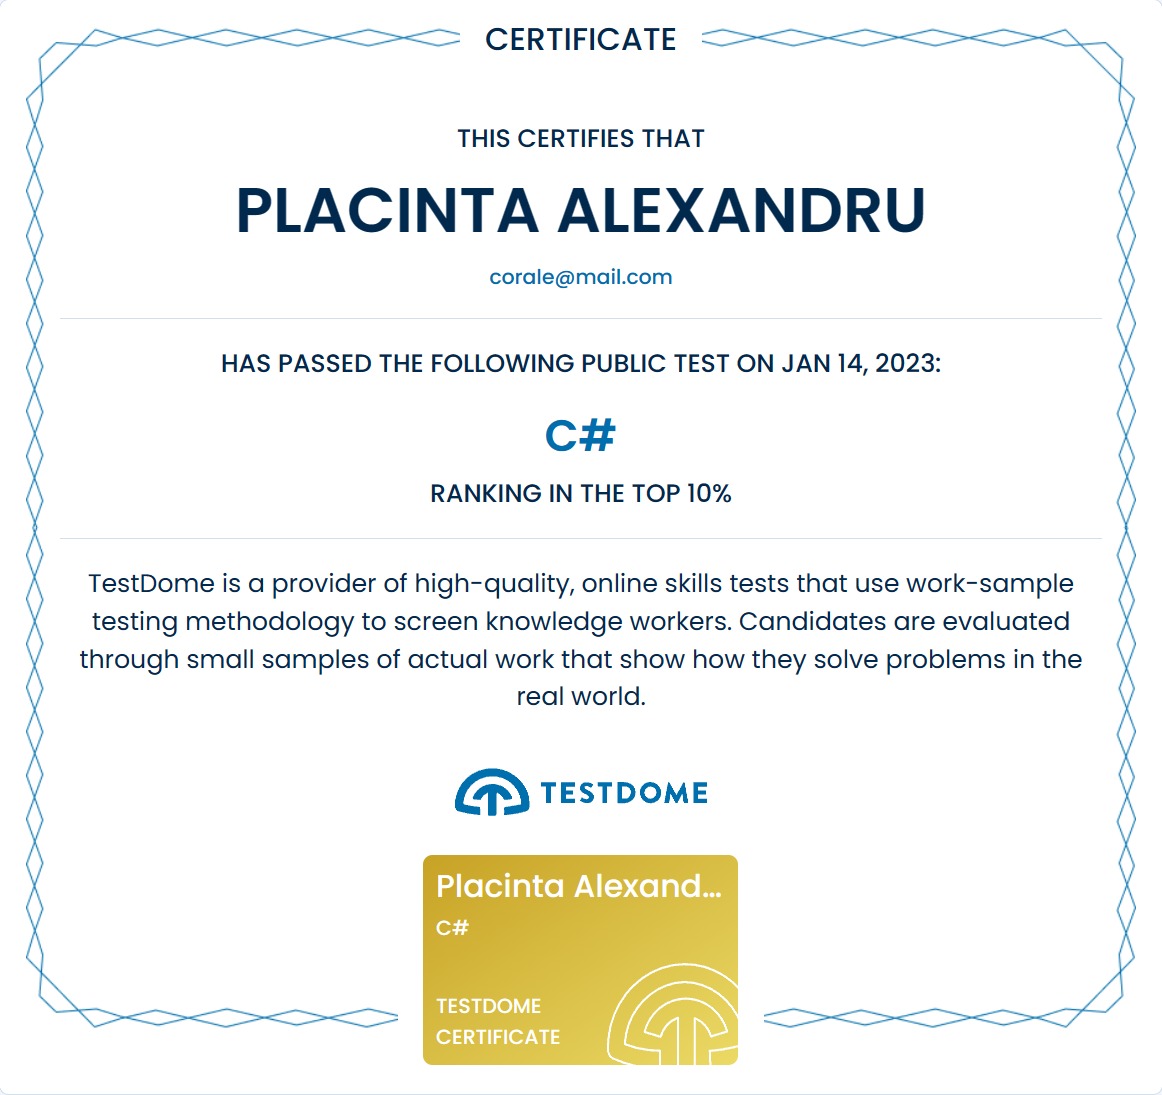 CERTIFICATE
THIS CERTIFIES THAT
PLACINTA ALEXANDRU
corale@mail.com
HAS PASSED THE FOLLOWING PUBLIC TEST ON JAN 14, 2023:
C#
RANKING IN THE TOP 10%
TestDome is a provider of high-quality, online skills tests that use work-sample
testing methodology to screen knowledge workers. Candidates are evaluated
through small samples of actual work that show how they solve problems in the
real world.
TESTDOME
Placinta Alexand...
C#
TESTDOME
CERTIFICATE